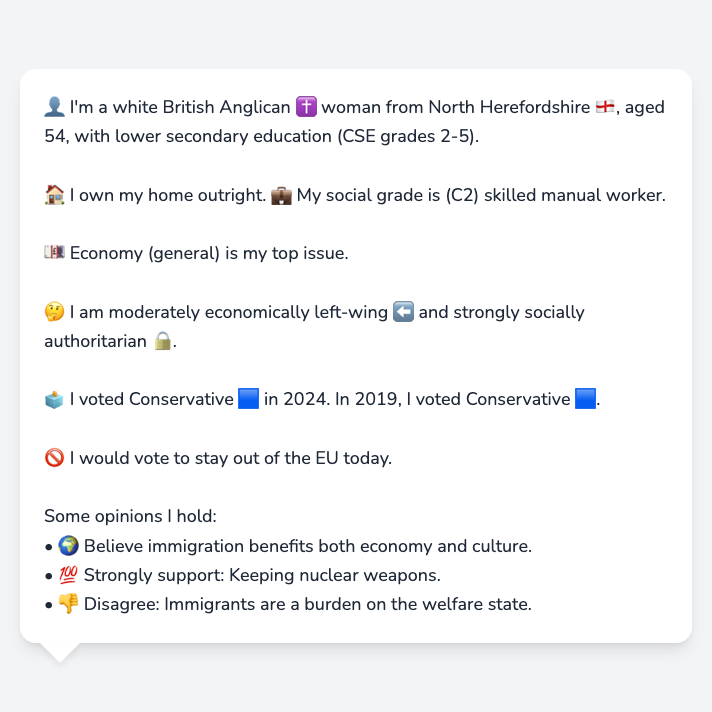 👤 I'm a white British Anglican ✝️ woman from North Herefordshire 🏴󠁧󠁢󠁥󠁮󠁧󠁿, aged
54, with lower secondary education (CSE grades 2-5).
🏠 I own my home outright. 💼 My social grade is (C2) skilled manual worker.
💷 Economy (general) is my top issue.
🤔 I am moderately economically left-wing ⬅️ and strongly socially
authoritarian 🔒.
🗳️ I voted Conservative 🟦 in 2024. In 2019, I voted Conservative 🟦.
🚫 I would vote to stay out of the EU today.
Some opinions I hold:
• 🌍 Believe immigration benefits both economy and culture.
• 💯 Strongly support: Keeping nuclear weapons.
• 👎 Disagree: Immigrants are a burden on the welfare state.